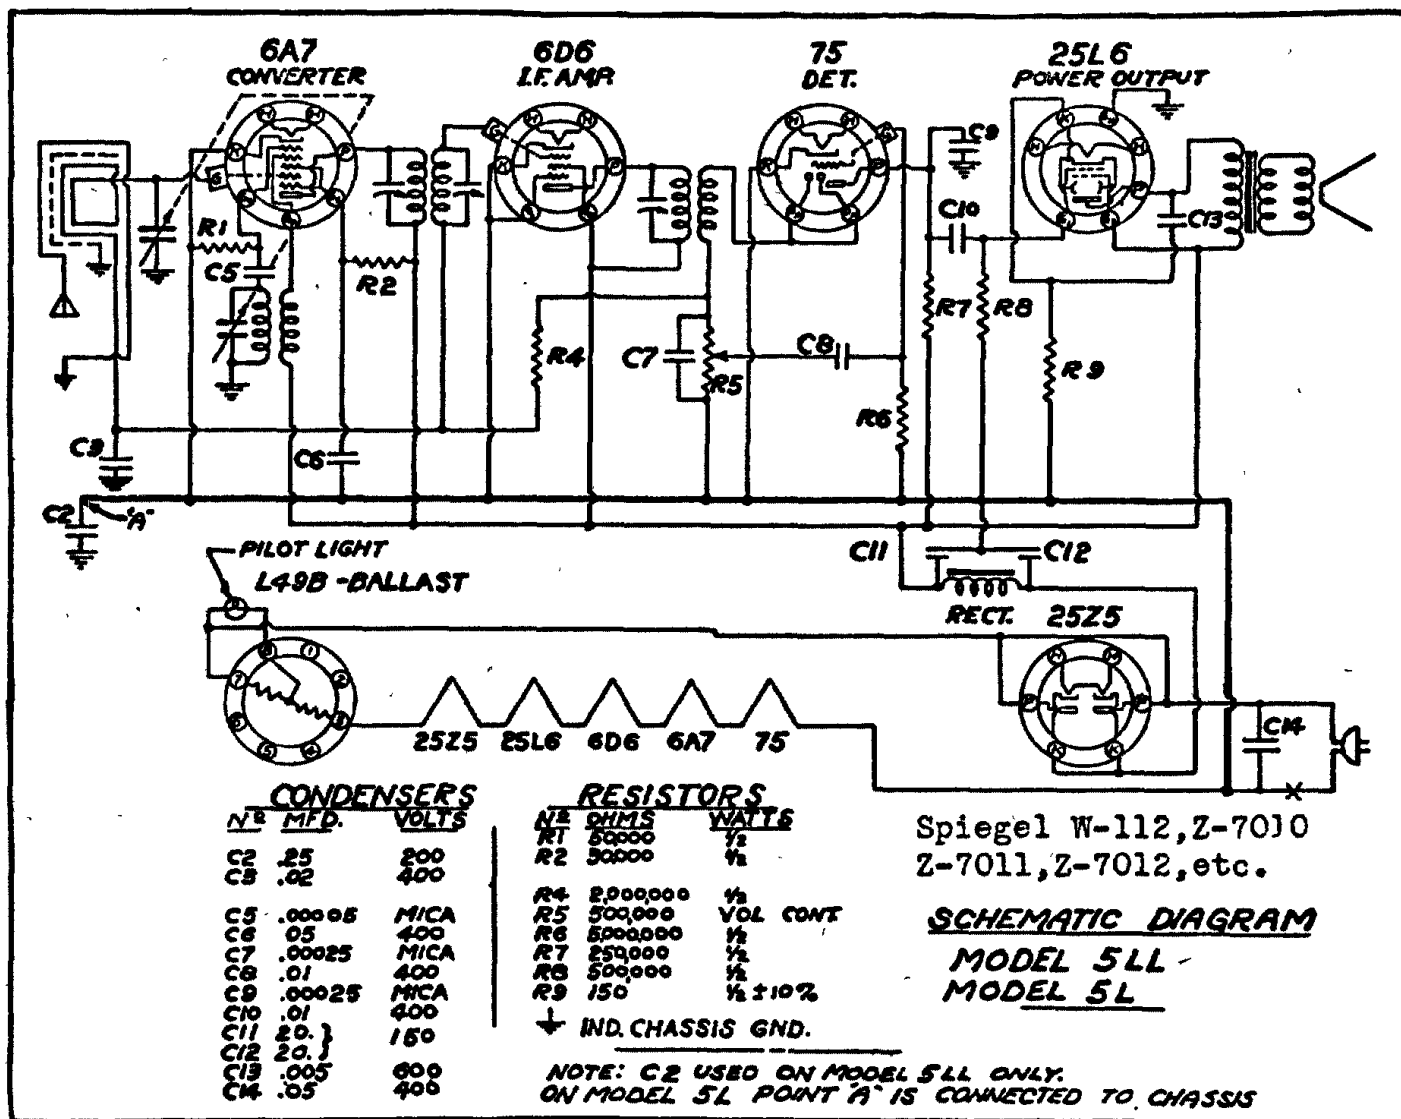 6A7
CONVERTER
6D6
I.F. AMP.
75
DET.
25L6
POWER OUTPUT
C9
R1
C5
R2
C10
C13
R7
R8
R4
C7
R5
C8
R9
R6
C3
C6
C2
"A"
PILOT LIGHT
L49B -BALLAST
C11
C12
RECT. 25Z5
25Z5 25L6 6D6 6A7 75
C14
CONDENSERS
Nº MFD. VOLTS
C2 .25 200
C3 .02 400
C5 .00005 MICA
C6 .05 400
C7 .00025 MICA
C8 .01 400
C9 .00025 MICA
C10 .01 400
C11 20. } 150
C12 20. }
C13 .005 600
C14 .05 400
RESISTORS
Nº OHMS WATTS
R1 50,000 ½
R2 30,000 ½
R4 2,000,000 ½
R5 500,000 VOL CONT
R6 5,000,000 ½
R7 250,000 ½
R8 500,000 ½
R9 150 ½ ±10%
IND. CHASSIS GND.
Spiegel W-112,Z-7010
Z-7011,Z-7012,etc.
SCHEMATIC DIAGRAM
MODEL 5LL
MODEL 5L
NOTE: C2 USED ON MODEL 5LL ONLY.
ON MODEL 5L POINT "A" IS CONNECTED TO CHASSIS